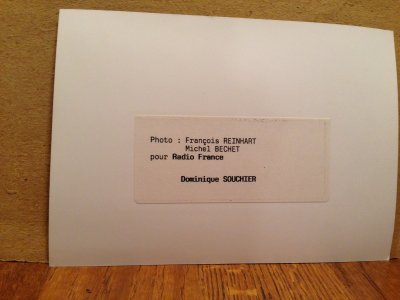 Photo : François REINHART
Michel BECHET
pour Radio France
Dominique SOUCHIER